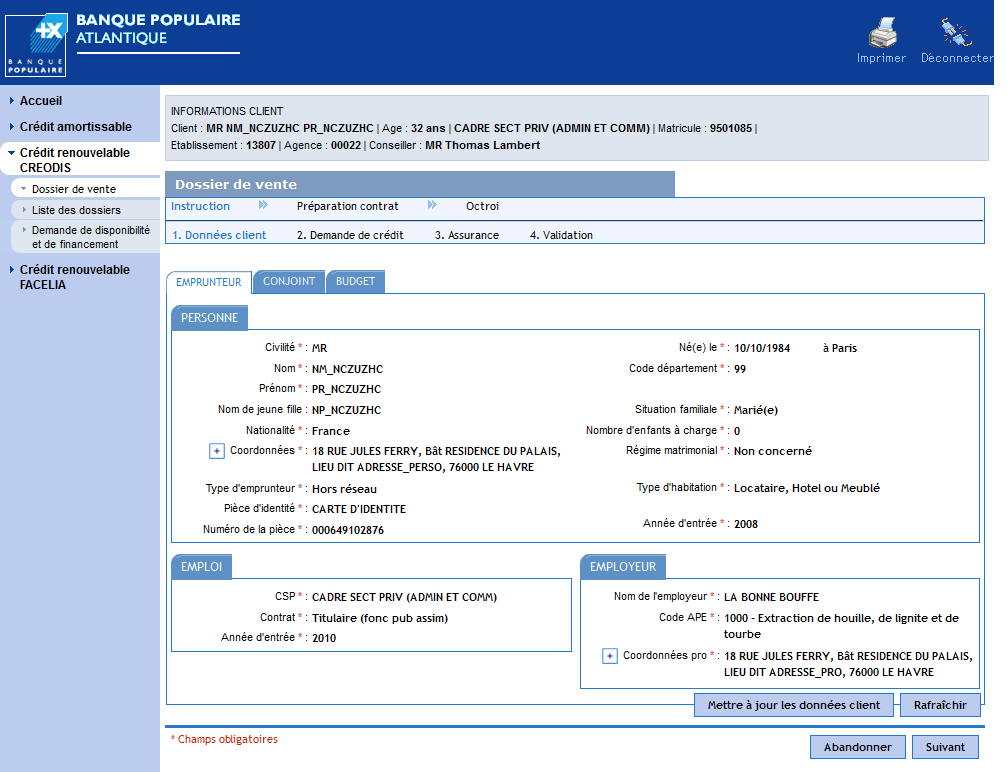 BANQUE POPULAIRE
ATLANTIQUE
BANQUE
POPULAIRE
Imprimer
Déconnecter
Accueil
Crédit amortissable
Crédit renouvelable
CREODIS
Dossier de vente
Liste des dossiers
Demande de disponibilité
et de financement
Crédit renouvelable
FACELIA
INFORMATIONS CLIENT
Client : MR NM_NCZUZHC PR_NCZUZHC | Age : 32 ans | CADRE SECT PRIV (ADMIN ET COMM) | Matricule : 9501085 |
Etablissement : 13807 | Agence : 00022 | Conseiller : MR Thomas Lambert
Dossier de vente
Instruction Préparation contrat Octroi
1. Données client 2. Demande de crédit 3. Assurance 4. Validation
EMPRUNTEUR CONJOINT BUDGET
PERSONNE
Civilité * : MR Né(e) le * : 10/10/1984 à Paris
Nom * : NM_NCZUZHC Code département * : 99
Prénom * : PR_NCZUZHC
Nom de jeune fille : NP_NCZUZHC Situation familiale * : Marié(e)
Nationalité * : France Nombre d'enfants à charge * : 0
+ Coordonnées * : 18 RUE JULES FERRY, Bât RESIDENCE DU PALAIS, Régime matrimonial * : Non concerné
LIEU DIT ADRESSE_PERSO, 76000 LE HAVRE
Type d'emprunteur * : Hors réseau Type d'habitation * : Locataire, Hotel ou Meublé
Pièce d'identité * : CARTE D'IDENTITE
Numéro de la pièce * : 000649102876 Année d'entrée * : 2008
EMPLOI
CSP * : CADRE SECT PRIV (ADMIN ET COMM)
Contrat * : Titulaire (fonc pub assim)
Année d'entrée * : 2010
EMPLOYEUR
Nom de l'employeur * : LA BONNE BOUFFE
Code APE * : 1000 - Extraction de houille, de lignite et de
tourbe
+ Coordonnées pro * : 18 RUE JULES FERRY, Bât RESIDENCE DU PALAIS,
LIEU DIT ADRESSE_PRO, 76000 LE HAVRE
Mettre à jour les données client Rafraîchir
* Champs obligatoires
Abandonner Suivant